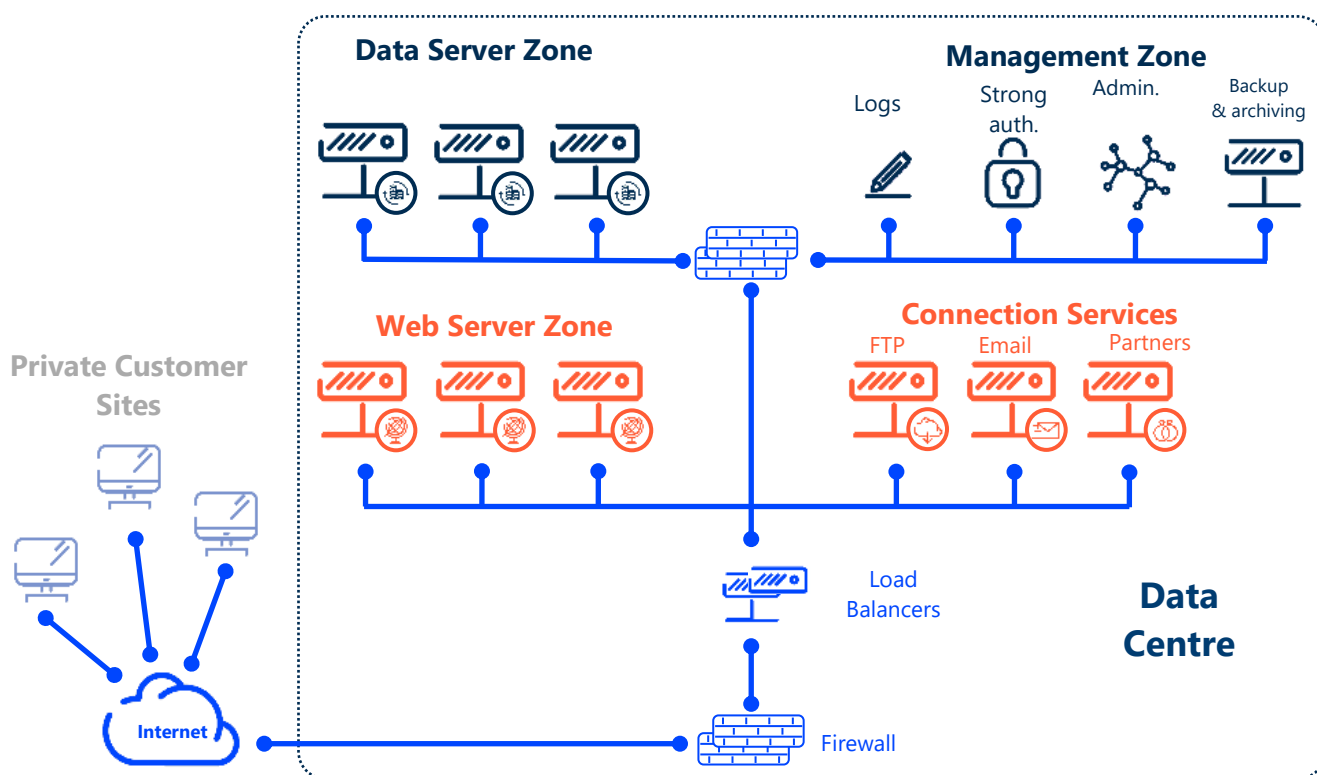 Data Server Zone
Management Zone
Logs
Strong
auth.
Admin.
Backup
& archiving
Web Server Zone
Connection Services
FTP
Email
Partners
Private Customer
Sites
Load
Balancers
Data
Centre
Internet
Firewall